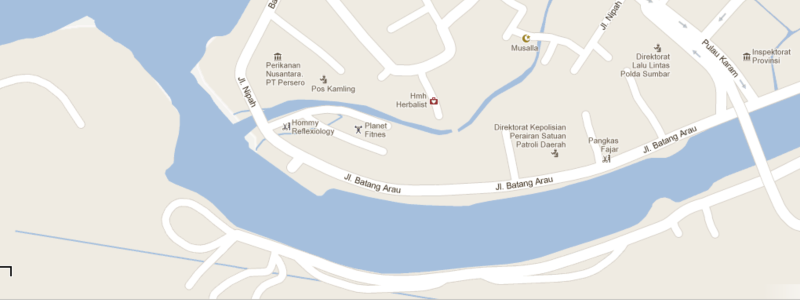 Ba
Jl. Nipah
Musalla
Direktorat
Lalu Lintas
Polda Sumbar
Pulau Karam
Inspektorat
Provinsi
Perikanan
Nusantara
PT Persero
Pos Kamling
Jl. Nipah
Hmh
Herbalist
Hommy
Reflexiology
Planet
Fitnes
Direktorat Kepolisian
Perairan Satuan
Patroli Daerah
Pangkas
Fajar
Jl. Batang Arau
Jl. Batang Arau
Jl. Batang Arau